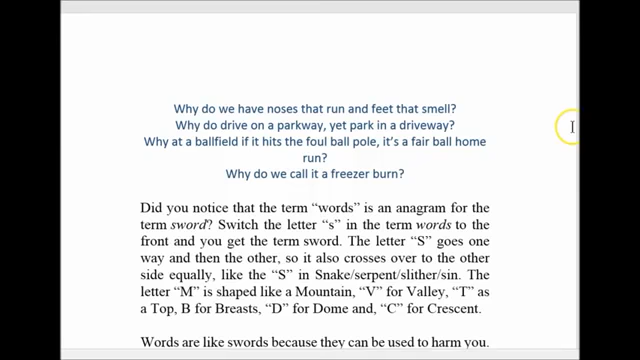 Why do we have noses that run and feet that smell?
Why do drive on a parkway, yet park in a driveway?
Why at a ballfield if it hits the foul ball pole, it's a fair ball home
run?
Why do we call it a freezer burn?
Did you notice that the term “words” is an anagram for the
term sword? Switch the letter “s” in the term words to the
front and you get the term sword. The letter “S” goes one
way and then the other, so it also crosses over to the other
side equally, like the “S” in Snake/serpent/slither/sin. The
letter “M” is shaped like a Mountain, “V” for Valley, “T” as
a Top, B for Breasts, “D” for Dome and, “C” for Crescent.
Words are like swords because they can be used to harm you.